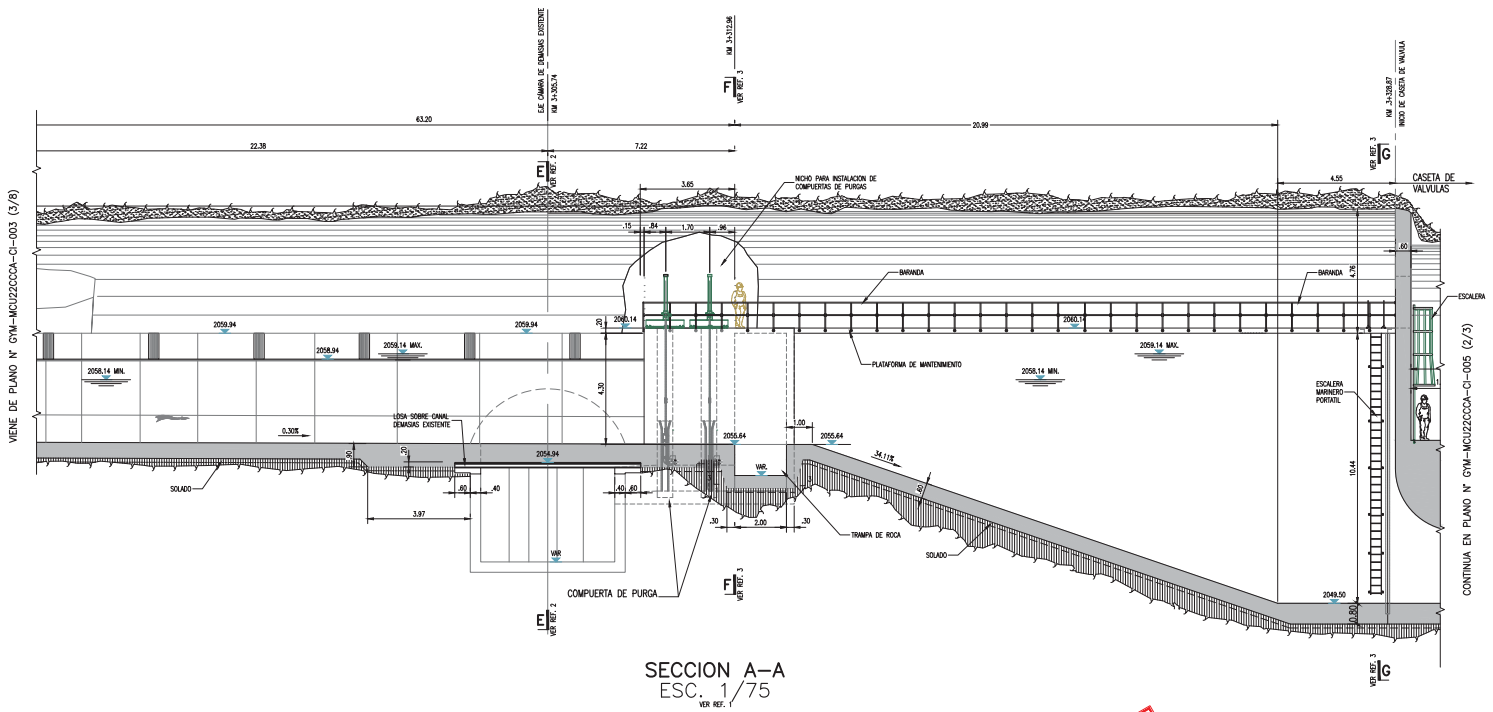 EJE CÁMARA DE DEMASIAS EXISTENTE
KM 3+305.74
KM 3+312.96
F
VER REF. 3
KM 3+328.87
INICIO DE CASETA DE VALVULA
63.20
20.99
22.38
7.22
E
VER REF. 2
G
VER REF. 3
4.55
CASETA DE
VALVULAS
NICHO PARA INSTALACIÓN DE
COMPUERTAS DE PURGAS
3.65
.15
.84
1.70
.96
.60
4.76
BARANDA
BARANDA
ESCALERA
VIENE DE PLANO N° GYM-MCU22CCCA-CI-003 (3/8)
2059.94
2059.94
.20
2060.14
2060.14
2058.94
2059.14 MAX.
2059.14 MAX.
PLATAFORMA DE MANTENIMIENTO
2058.14 MIN.
2058.14 MIN.
4.30
ESCALERA
MARINERO
PORTATIL
CONTINUA EN PLANO N° GYM-MCU22CCCA-CI-005 (2/3)
LOSA SOBRE CANAL
DEMASIAS EXISTENTE
0.30%
1.00
2055.64
2055.64
34.11%
.90
.20
2054.94
VAR.
10.44
SOLADO
.60
.40
.40
.60
.60
3.97
.30
2.00
.30
TRAMPA DE ROCA
SOLADO
VAR
COMPUERTA DE PURGA
F
VER REF. 3
E
VER REF. 2
2049.50
0.80
G
VER REF. 3
SECCION A-A
ESC. 1/75
VER REF. 1